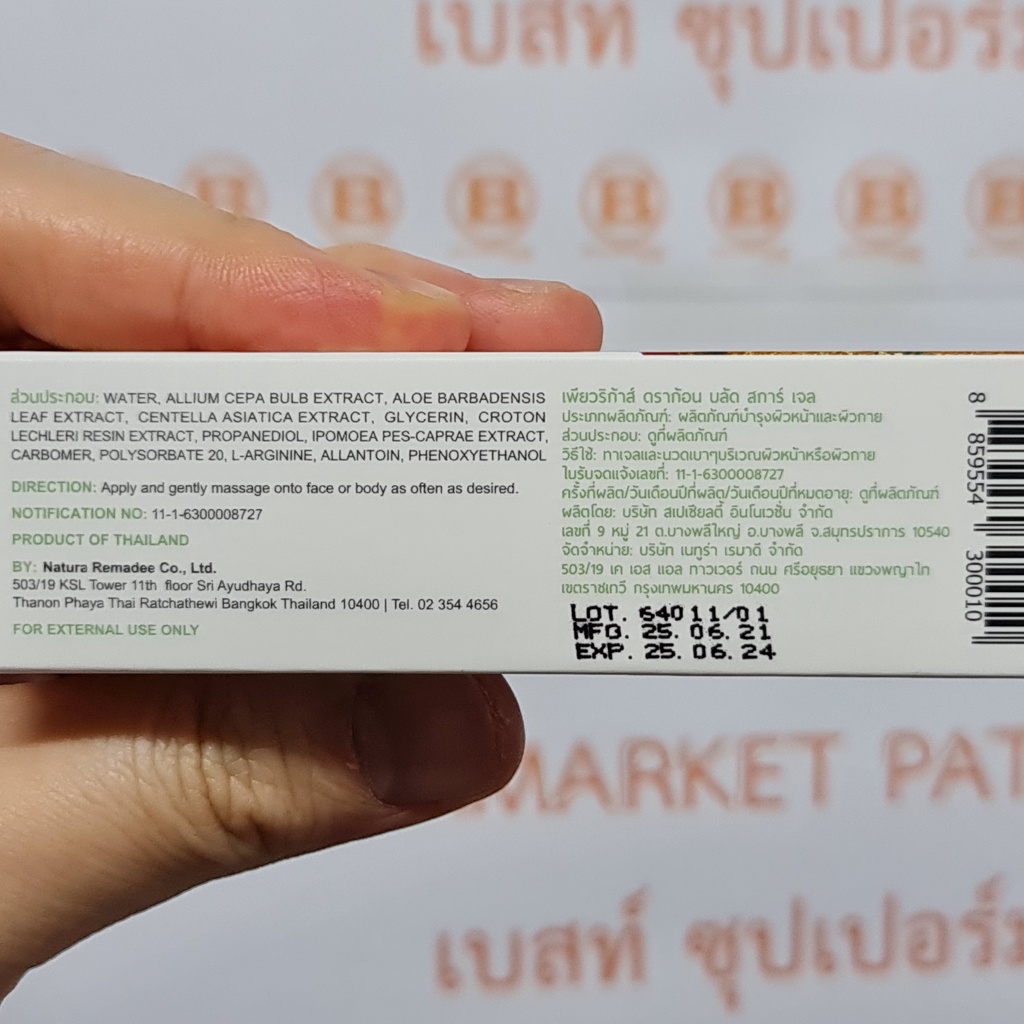 เบสท์ ซุปเปอร์
B B B B B B B
ส่วนประกอบ: WATER, ALLIUM CEPA BULB EXTRACT, ALOE BARBADENSIS
LEAF EXTRACT, CENTELLA ASIATICA EXTRACT, GLYCERIN, CROTON
LECHLERI RESIN EXTRACT, PROPANEDIOL, IPOMOEA PES-CAPRAE EXTRACT,
CARBOMER, POLYSORBATE 20, L-ARGININE, ALLANTOIN, PHENOXYETHANOL
DIRECTION: Apply and gently massage onto face or body as often as desired.
NOTIFICATION NO: 11-1-6300008727
PRODUCT OF THAILAND
BY: Natura Remadee Co., Ltd.
503/19 KSL Tower 11th floor Sri Ayudhaya Rd.
Thanon Phaya Thai Ratchathewi Bangkok Thailand 10400 | Tel. 02 354 4656
FOR EXTERNAL USE ONLY
เพียวริก้าส์ ดราก้อน บลัด สการ์ เจล
ประเภทผลิตภัณฑ์: ผลิตภัณฑ์บำรุงผิวหน้าและผิวกาย
ส่วนประกอบ: ดูที่ผลิตภัณฑ์
วิธีใช้: ทาเจลและนวดเบาๆบริเวณผิวหน้าหรือผิวกาย
ใบรับจดแจ้งเลขที่: 11-1-6300008727
ครั้งที่ผลิต/วันเดือนปีที่ผลิต/วันเดือนปีที่หมดอายุ: ดูที่ผลิตภัณฑ์
ผลิตโดย: บริษัท สเปเชียลตี้ อินโนเวชั่น จำกัด
เลขที่ 9 หมู่ 21 ต.บางพลีใหญ่ อ.บางพลี จ.สมุทรปราการ 10540
จัดจำหน่าย: บริษัท เนทูร่า เรมาดี จำกัด
503/19 เค เอส แอล ทาวเวอร์ ถนน ศรีอยุธยา แขวงพญาไท
เขตราชเทวี กรุงเทพมหานคร 10400
LOT. 64011/01
MFG. 25. 06. 21
EXP. 25. 06. 24
8 859554 300010
MARKET PAT
เบสท์ ซุปเปอร์